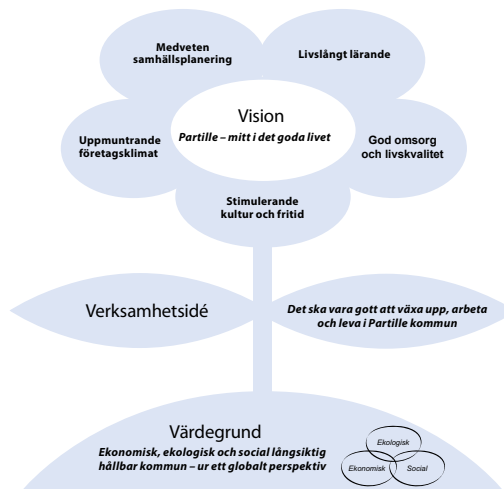 Medveten
samhällsplanering
Livslångt lärande
Vision
Partille – mitt i det goda livet
Uppmuntrande
företagsklimat
God omsorg
och livskvalitet
Stimulerande
kultur och fritid
Verksamhetsidé
Det ska vara gott att växa upp, arbeta
och leva i Partille kommun
Värdegrund
Ekonomisk, ekologisk och social långsiktig
hållbar kommun – ur ett globalt perspektiv
Ekologisk
Ekonomisk
Social